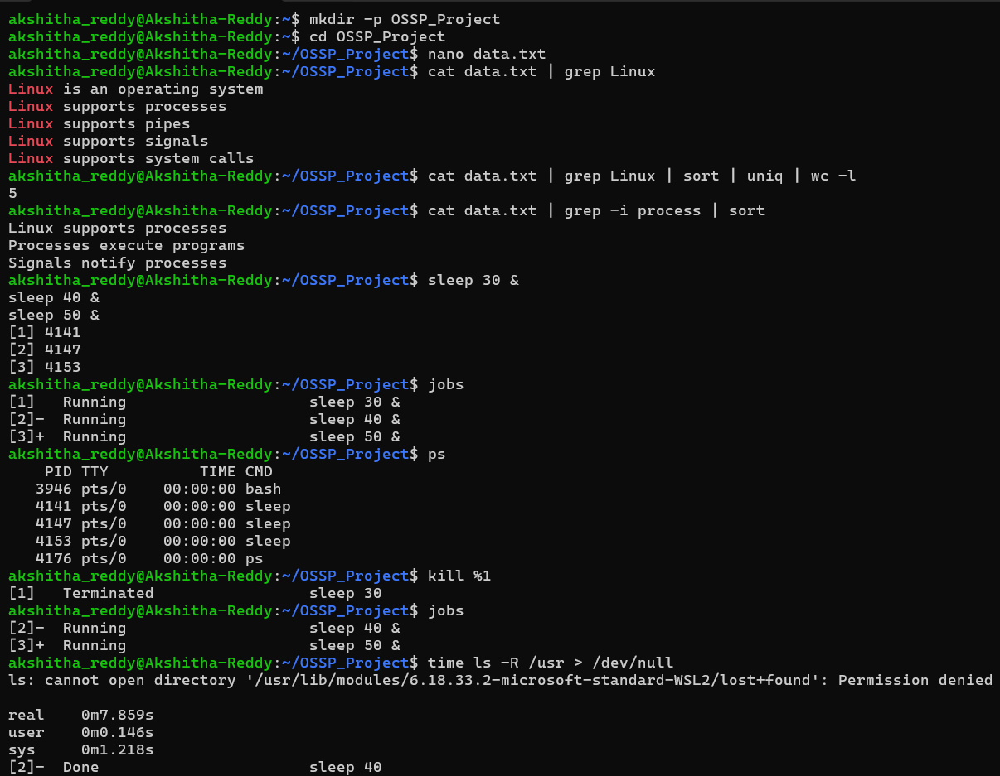 akshitha_reddy@Akshitha-Reddy:~$ mkdir -p OSSP_Project
akshitha_reddy@Akshitha-Reddy:~$ cd OSSP_Project
akshitha_reddy@Akshitha-Reddy:~/OSSP_Project$ nano data.txt
akshitha_reddy@Akshitha-Reddy:~/OSSP_Project$ cat data.txt | grep Linux
Linux is an operating system
Linux supports processes
Linux supports pipes
Linux supports signals
Linux supports system calls
akshitha_reddy@Akshitha-Reddy:~/OSSP_Project$ cat data.txt | grep Linux | sort | uniq | wc -l
5
akshitha_reddy@Akshitha-Reddy:~/OSSP_Project$ cat data.txt | grep -i process | sort
Linux supports processes
Processes execute programs
Signals notify processes
akshitha_reddy@Akshitha-Reddy:~/OSSP_Project$ sleep 30 &
sleep 40 &
sleep 50 &
[1] 4141
[2] 4147
[3] 4153
akshitha_reddy@Akshitha-Reddy:~/OSSP_Project$ jobs
[1]   Running                 sleep 30 &
[2]-  Running                 sleep 40 &
[3]+  Running                 sleep 50 &
akshitha_reddy@Akshitha-Reddy:~/OSSP_Project$ ps
    PID TTY          TIME CMD
   3946 pts/0    00:00:00 bash
   4141 pts/0    00:00:00 sleep
   4147 pts/0    00:00:00 sleep
   4153 pts/0    00:00:00 sleep
   4176 pts/0    00:00:00 ps
akshitha_reddy@Akshitha-Reddy:~/OSSP_Project$ kill %1
[1]   Terminated              sleep 30
akshitha_reddy@Akshitha-Reddy:~/OSSP_Project$ jobs
[2]-  Running                 sleep 40 &
[3]+  Running                 sleep 50 &
akshitha_reddy@Akshitha-Reddy:~/OSSP_Project$ time ls -R /usr > /dev/null
ls: cannot open directory '/usr/lib/modules/6.18.33.2-microsoft-standard-WSL2/lost+found': Permission denied
real    0m7.859s
user    0m0.146s
sys     0m1.218s
[2]-  Done                    sleep 40